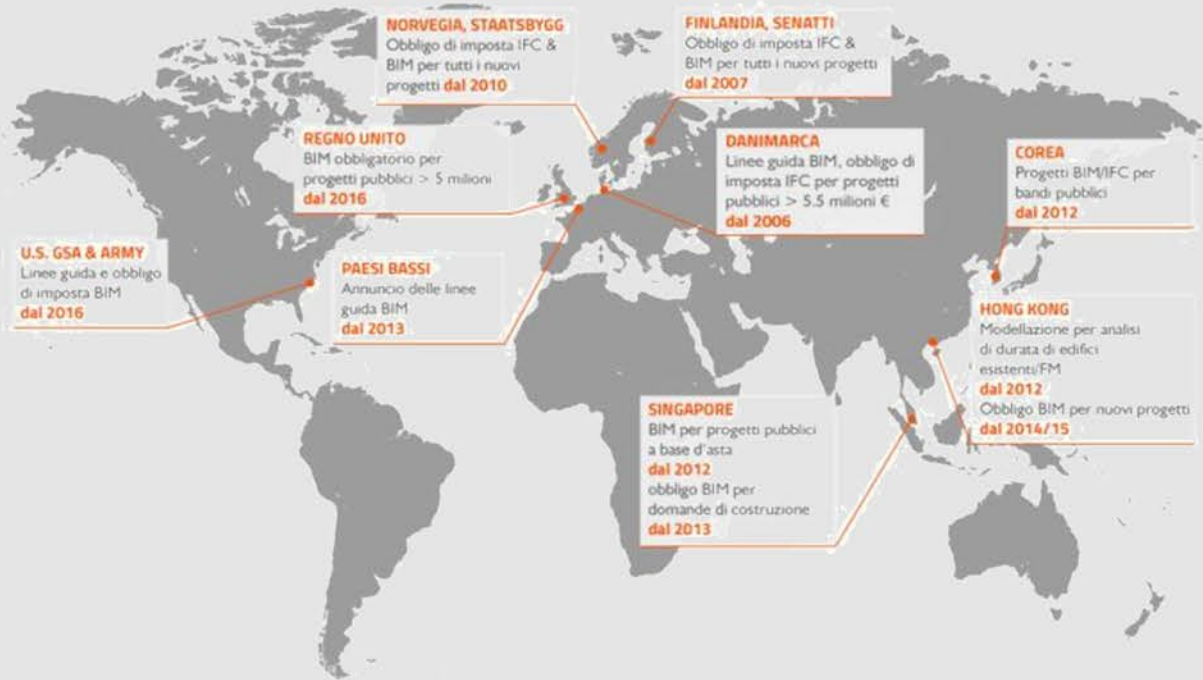 NORVEGIA, STAATSBYGG
Obbligo di imposta IFC &
BIM per tutti i nuovi
progetti dal 2010
FINLANDIA, SENATTI
Obbligo di imposta IFC &
BIM per tutti i nuovi progetti
dal 2007
REGNO UNITO
BIM obbligatorio per
progetti pubblici > 5 milioni
dal 2016
DANIMARCA
Linee guida BIM, obbligo di
imposta IFC per progetti
pubblici > 5.5 milioni €
dal 2006
COREA
Progetti BIM/IFC per
bandi pubblici
dal 2012
U.S. GSA & ARMY
Linee guida e obbligo
di imposta BIM
dal 2016
PAESI BASSI
Annuncio delle linee
guida BIM
dal 2013
HONG KONG
Modellazione per analisi
di durata di edifici
esistenti/FM
dal 2012
Obbligo BIM per nuovi progetti
dal 2014/15
SINGAPORE
BIM per progetti pubblici
a base d'asta
dal 2012
obbligo BIM per
domande di costruzione
dal 2013